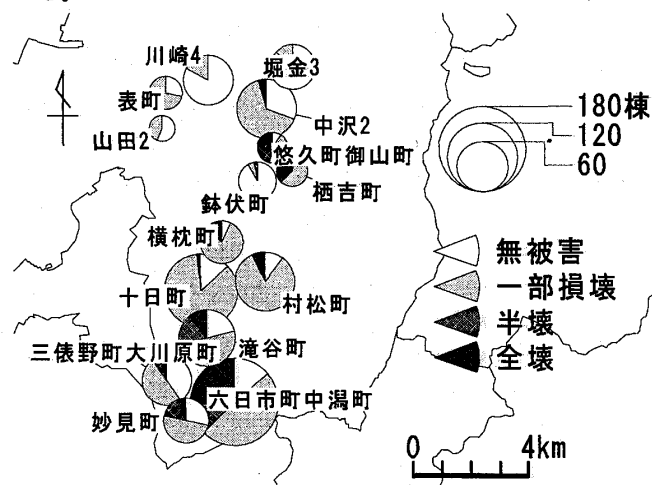 川崎4
堀金3
表町
中沢2
山田2
悠久町御山町
栖吉町
鉢伏町
横枕町
十日町
村松町
三俵野町大川原町
滝谷町
六日市町中潟町
妙見町
180棟
120
60
無被害
一部損壊
半壊
全壊
0 4km